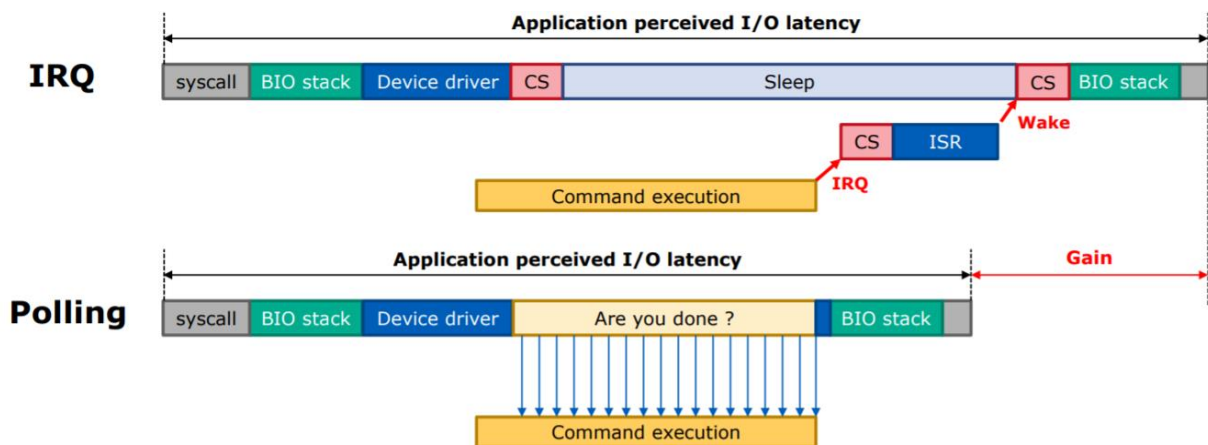 Application perceived I/O latency
IRQ
syscall BIO stack Device driver CS Sleep CS BIO stack
Wake
CS ISR
IRQ
Command execution
Application perceived I/O latency
Gain
Polling
syscall BIO stack Device driver Are you done ? BIO stack
Command execution